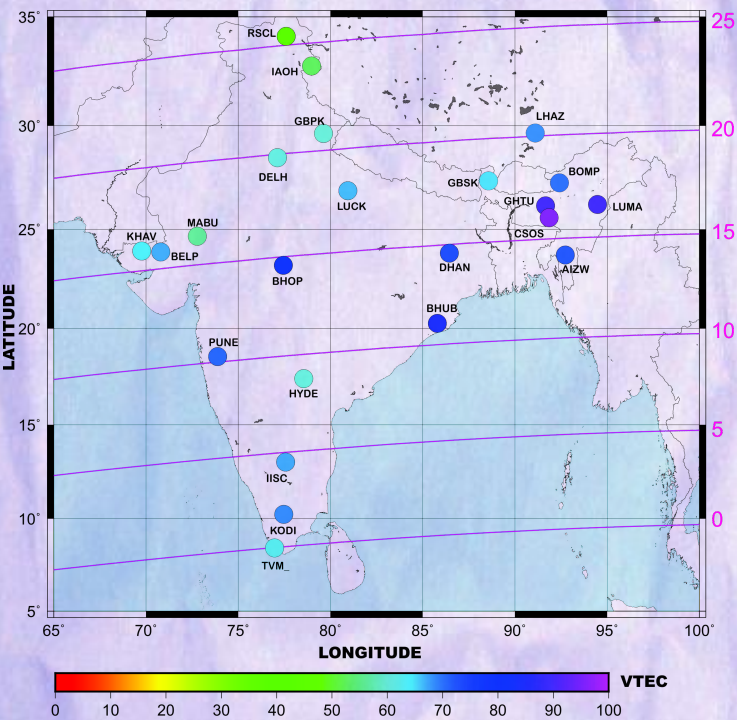 35°
25
RSCL
IAOH
LHAZ
GBPK
30°
20
DELH
BOMP
GBSK
LUCK
GHTU
LUMA
MABU
CSOS
25°
KHAV
15
BELP
DHAN
AIZW
BHOP
LATITUDE
BHUB
20°
10
PUNE
HYDE
15°
5
IISC_
10°
0
KODI
TVM_
5°
65° 70° 75° 80° 85° 90° 95° 100°
LONGITUDE
VTEC
0 10 20 30 40 50 60 70 80 90 100